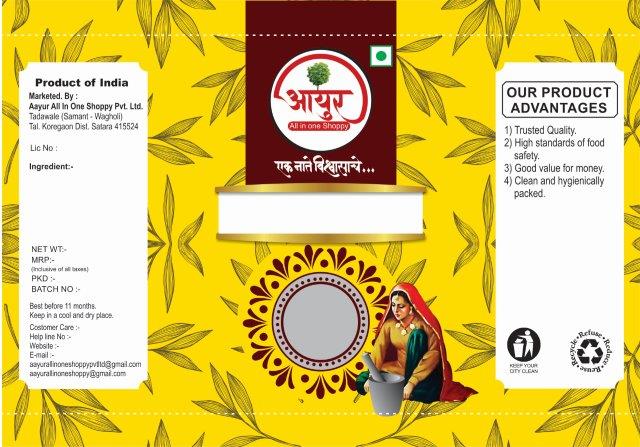 Product of India
Marketed. By :
Aayur All In One Shoppy Pvt. Ltd.
Tadawale (Samant - Wagholi)
Tal. Koregaon Dist. Satara 415524
Lic No :
Ingredient:-
NET WT:-
MRP:-
(Inclusive of all taxes)
PKD :-
BATCH NO :-
Best before 11 months.
Keep in a cool and dry place.
Costomer Care :-
Help line No :-
Website :-
E-mail :-
aayurallinoneshoppypvtltd@gmail.com
aayurallinoneshoppy@gmail.com
आयुर
All in one Shoppy
एक नाते विश्वासाचे...
OUR PRODUCT
ADVANTAGES
1) Trusted Quality.
2) High standards of food
safety.
3) Good value for money.
4) Clean and hygienically
packed.
KEEP YOUR
CITY CLEAN
Recycle • Refuse • Reduce • Reuse •